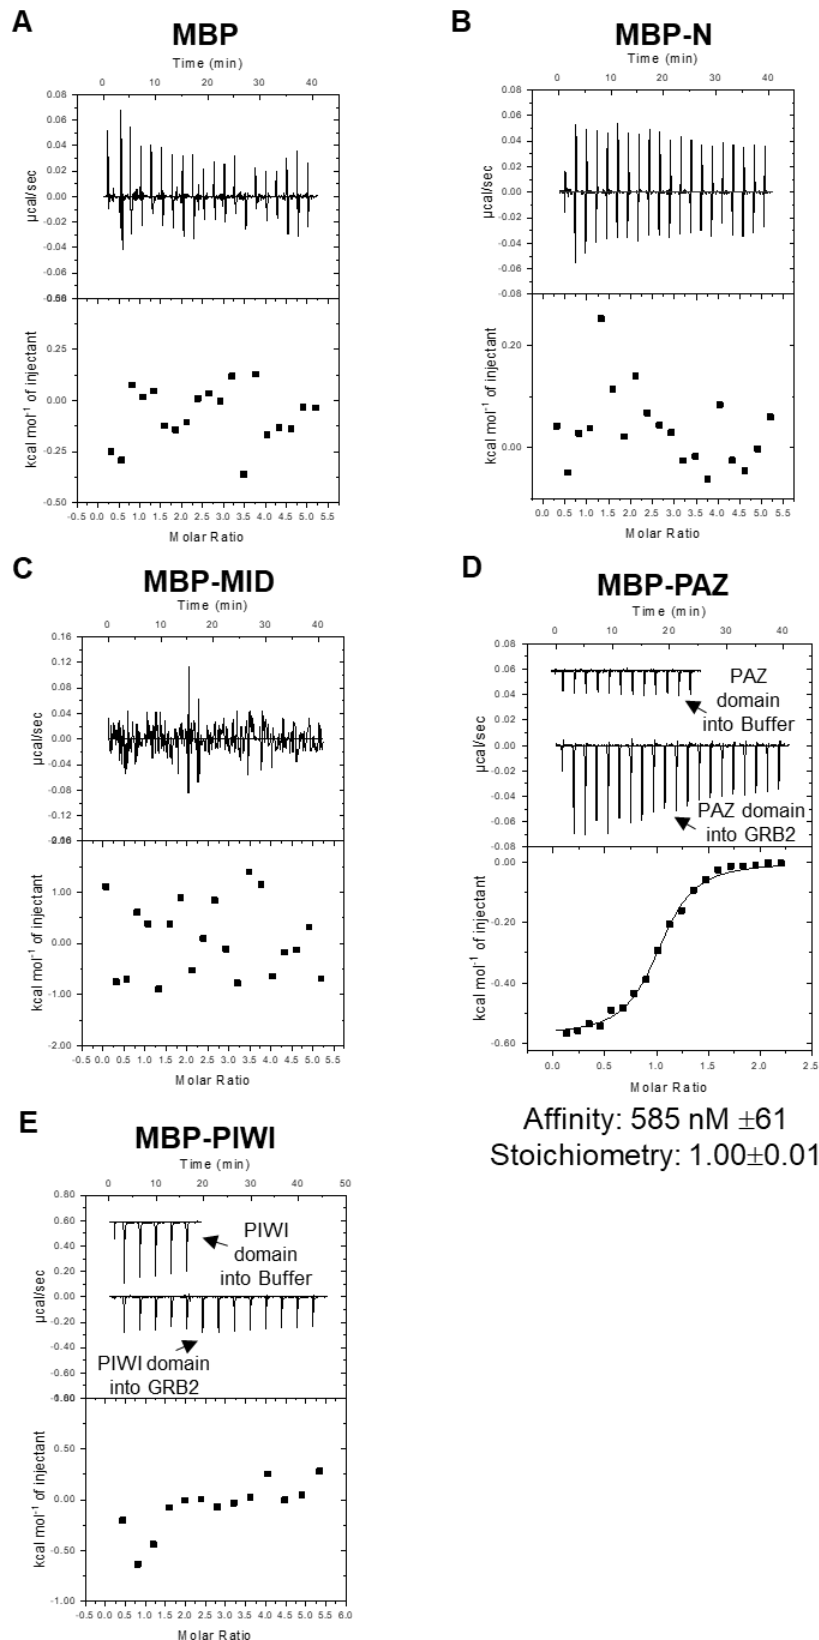 A
MBP
Time (min)
0 10 20 30 40
0.08
0.06
0.04
0.02
0.00
-0.02
-0.04
-0.06
µcal/sec
0.25
0.00
-0.25
-0.50
kcal mol⁻¹ of injectant
-0.5 0.0 0.5 1.0 1.5 2.0 2.5 3.0 3.5 4.0 4.5 5.0 5.5
Molar Ratio
B
MBP-N
Time (min)
0 10 20 30 40
0.08
0.06
0.04
0.02
0.00
-0.02
-0.04
-0.06
-0.08
µcal/sec
0.20
0.00
kcal mol⁻¹ of injectant
0.0 0.5 1.0 1.5 2.0 2.5 3.0 3.5 4.0 4.5 5.0 5.5
Molar Ratio
C
MBP-MID
Time (min)
0 10 20 30 40
0.16
0.12
0.08
0.04
0.00
-0.04
-0.08
-0.12
µcal/sec
1.00
0.00
-1.00
-2.00
kcal mol⁻¹ of injectant
-0.5 0.0 0.5 1.0 1.5 2.0 2.5 3.0 3.5 4.0 4.5 5.0 5.5
Molar Ratio
D
MBP-PAZ
Time (min)
0 10 20 30 40
0.08
0.06
0.04
0.02
0.00
-0.02
-0.04
-0.06
-0.08
µcal/sec
PAZ
domain
into Buffer
PAZ domain
into GRB2
0.00
-0.20
-0.40
-0.60
kcal mol⁻¹ of injectant
0.0 0.5 1.0 1.5 2.0 2.5
Molar Ratio
Affinity: 585 nM ±61
Stoichiometry: 1.00±0.01
E
MBP-PIWI
Time (min)
0 10 20 30 40 50
0.80
0.60
0.40
0.20
0.00
-0.20
-0.40
-0.60
µcal/sec
PIWI
domain
into Buffer
PIWI domain
into GRB2
0.50
0.00
-0.50
-1.00
kcal mol⁻¹ of injectant
-0.5 0.0 0.5 1.0 1.5 2.0 2.5 3.0 3.5 4.0 4.5 5.0 5.5 6.0
Molar Ratio